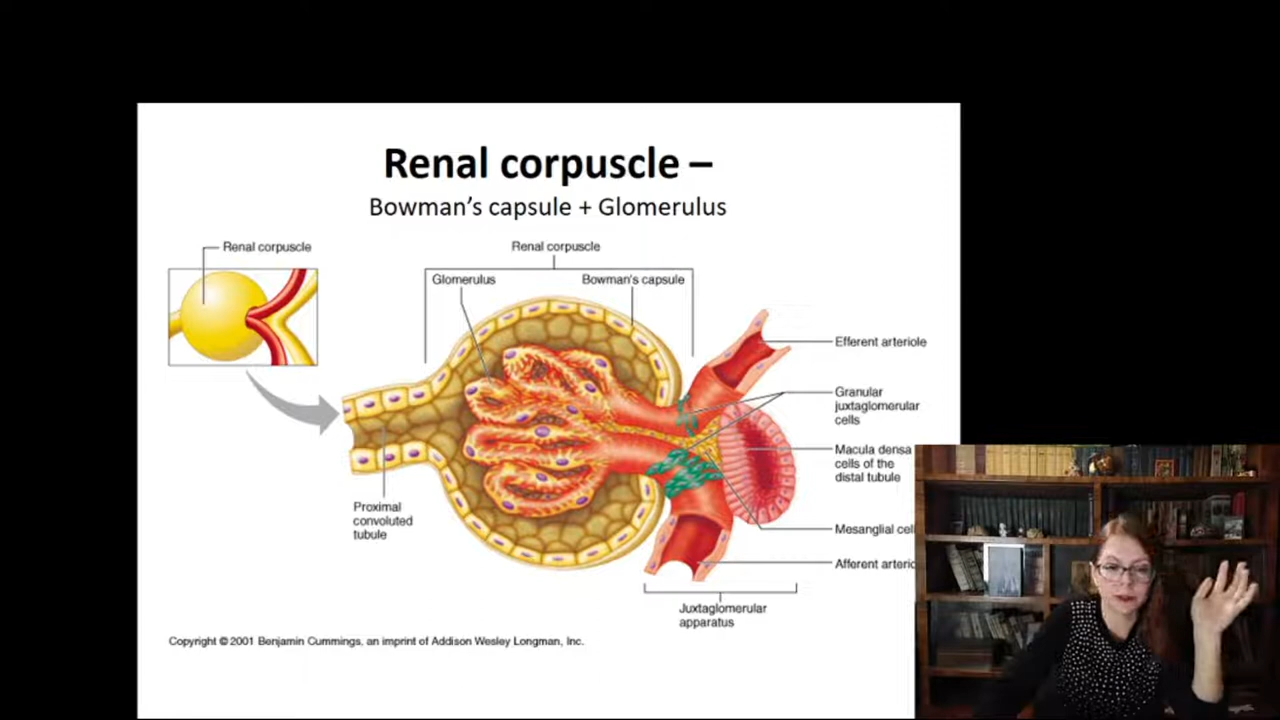 Renal corpuscle –
Bowman's capsule + Glomerulus
Renal corpuscle
Renal corpuscle
Glomerulus
Bowman's capsule
Efferent arteriole
Granular
juxtaglomerular
cells
Macula densa
cells of the
distal tubule
Proximal
convoluted
tubule
Mesanglial
Afferent
Juxtaglomerular
apparatus
Copyright © 2001 Benjamin Cummings, an imprint of Addison Wesley Longman, Inc.